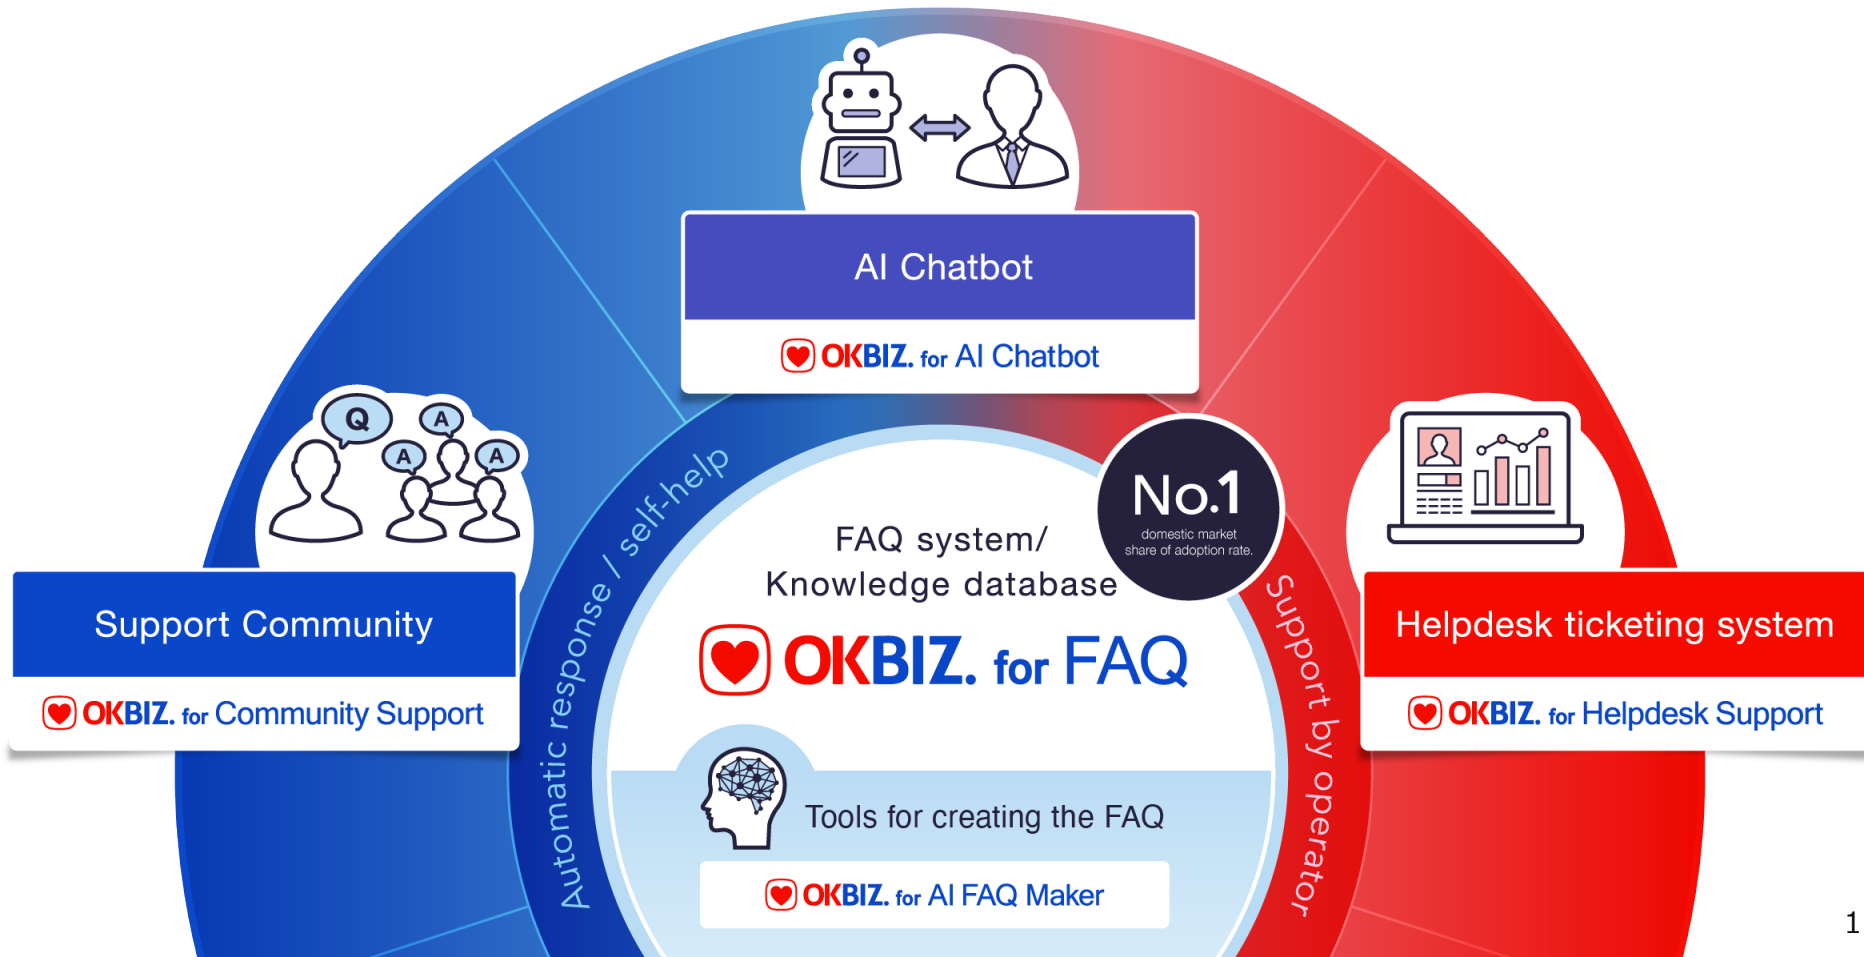 AI Chatbot
OKBIZ. for AI Chatbot
Q
A
A
A
Support Community
OKBIZ. for Community Support
Automatic response / self-help
FAQ system/
Knowledge database
OKBIZ. for FAQ
No.1
domestic market
share of adoption rate.
Support by operator
Helpdesk ticketing system
OKBIZ. for Helpdesk Support
Tools for creating the FAQ
OKBIZ. for AI FAQ Maker
1